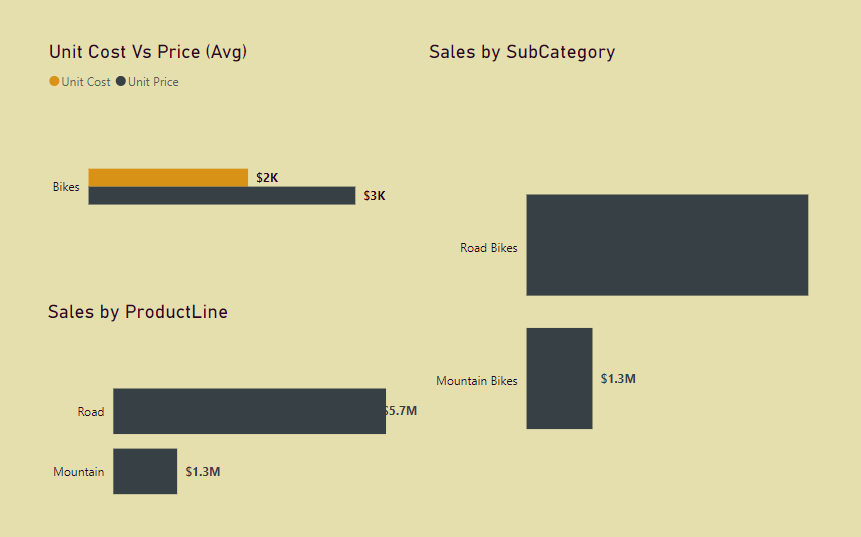 Unit Cost Vs Price (Avg)
Unit Cost Unit Price
Bikes
$2K
$3K
Sales by ProductLine
Road
$5.7M
Mountain
$1.3M
Sales by SubCategory
Road Bikes
Mountain Bikes
$1.3M